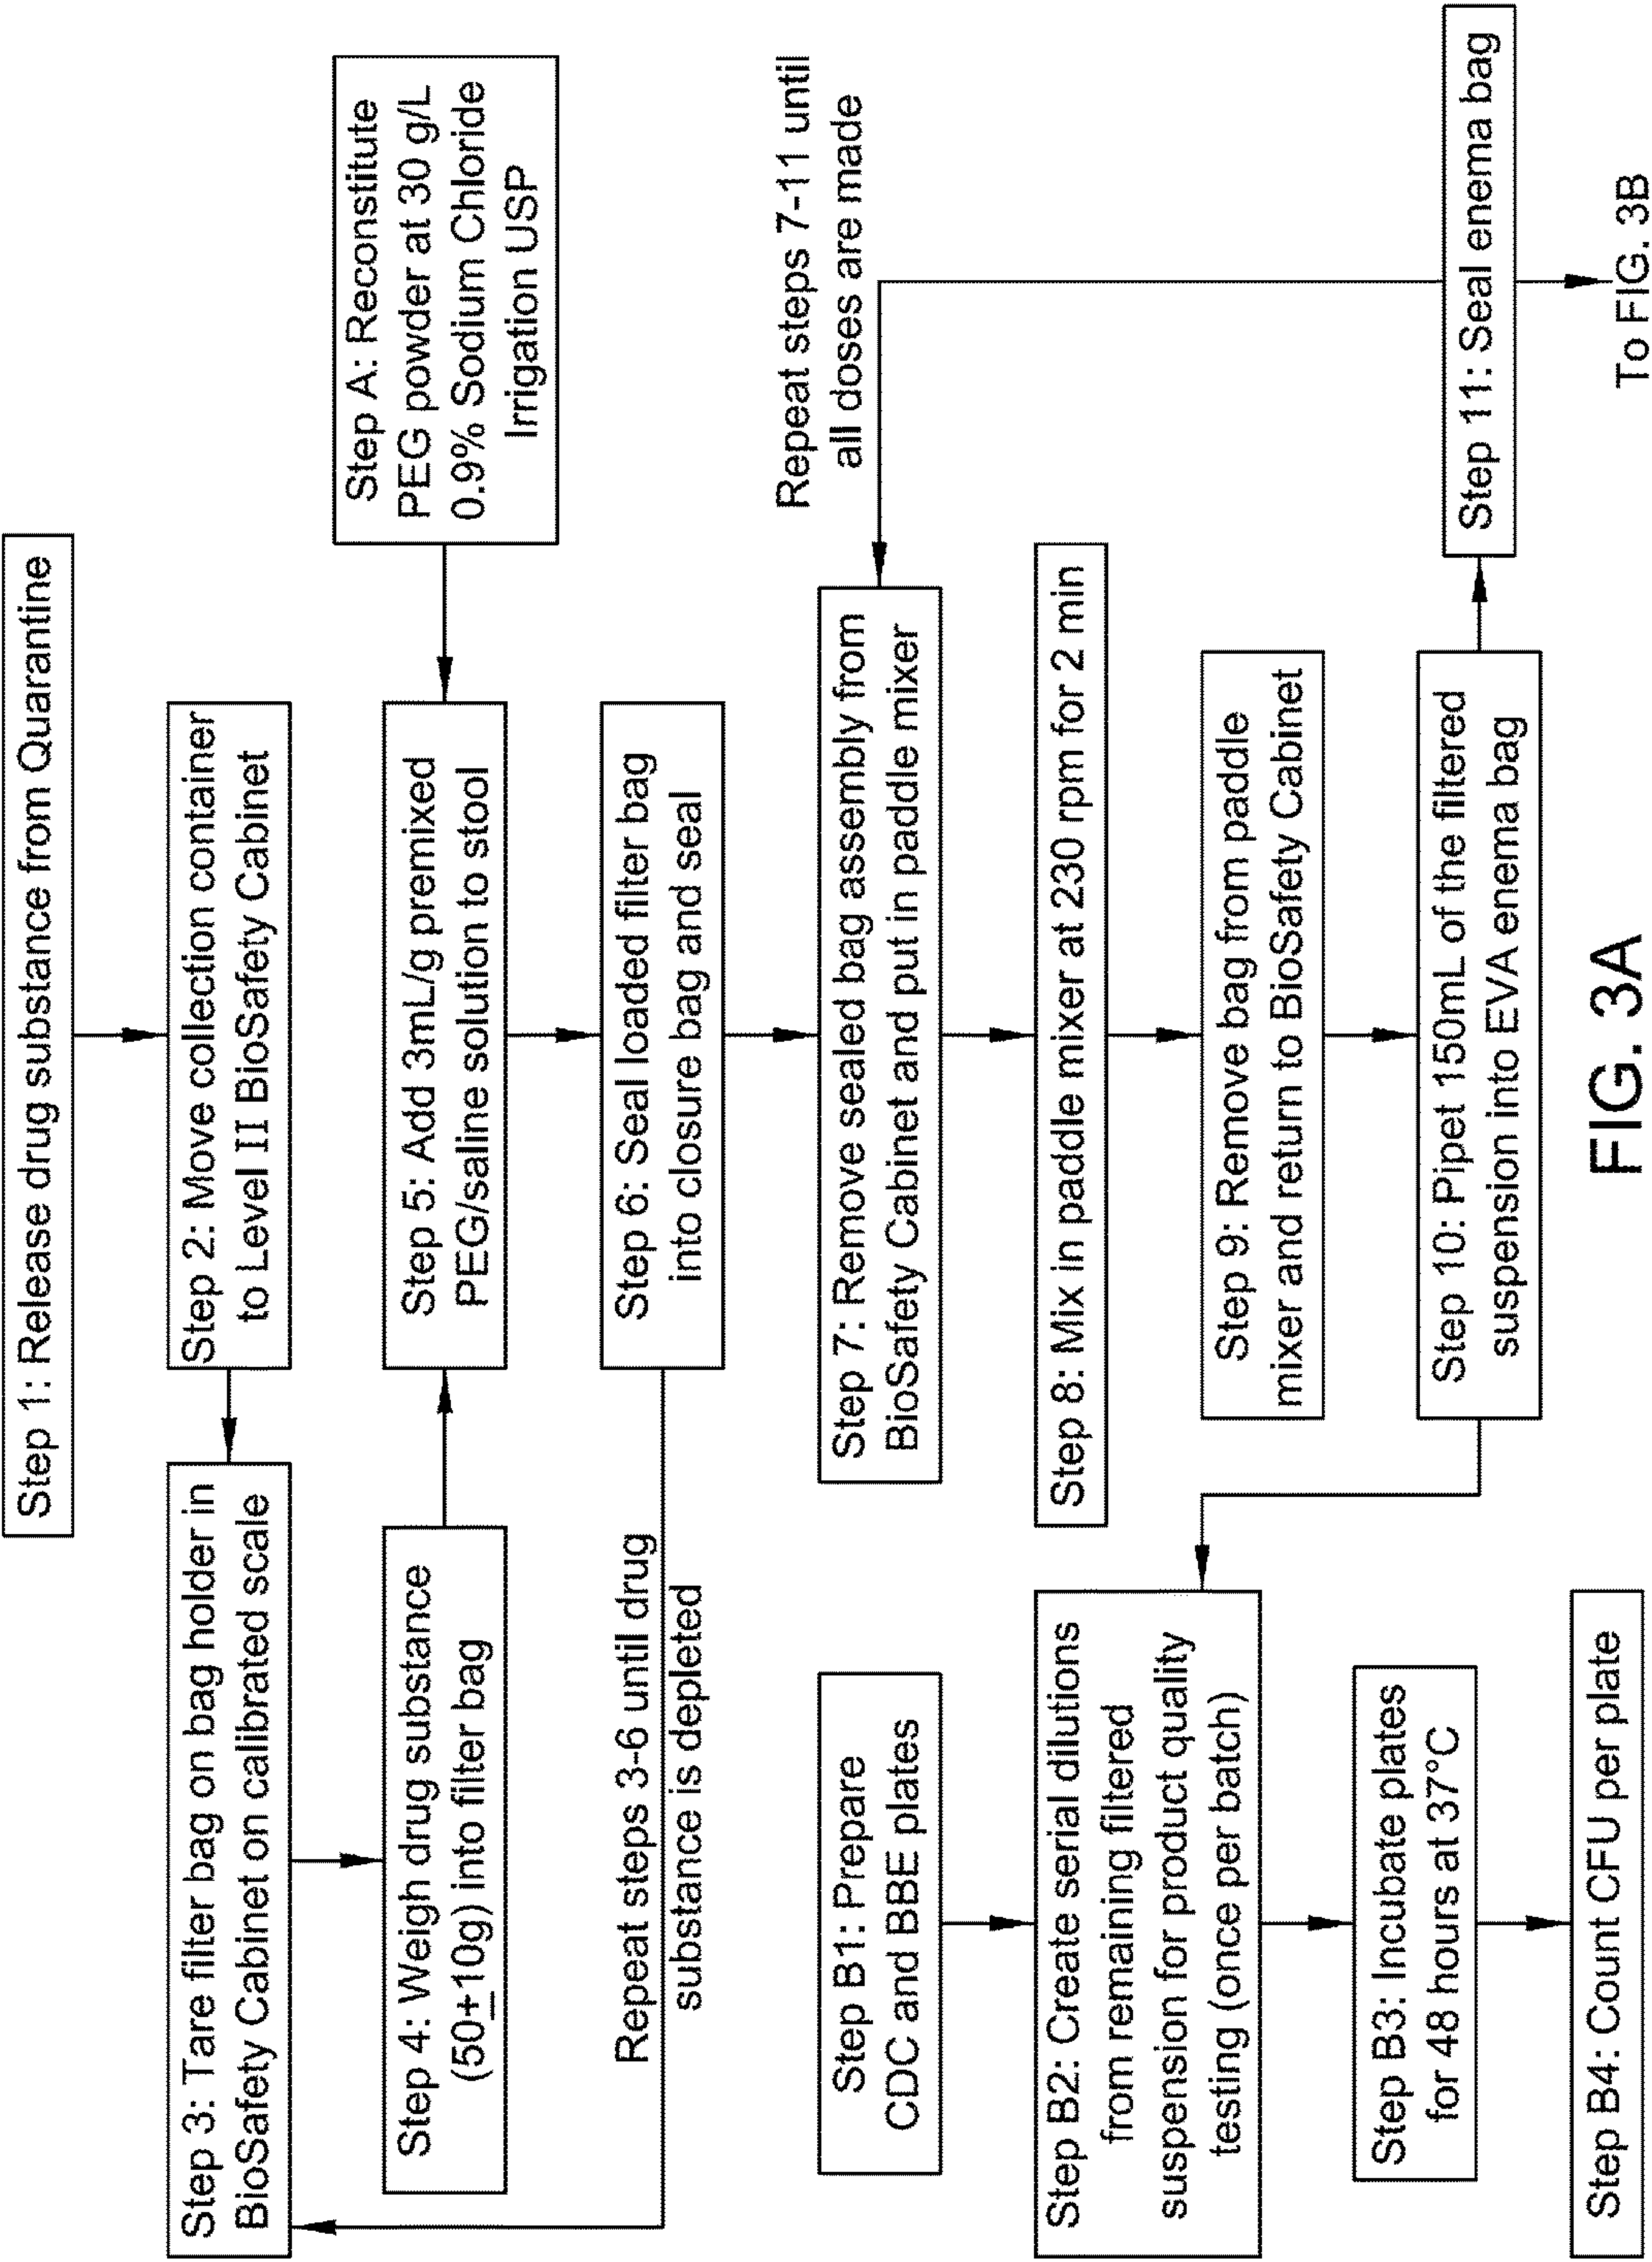 Step 1: Release drug substance from Quarantine
Step 2: Move collection container
to Level II BioSafety Cabinet
Step 3: Tare filter bag on bag holder in
BioSafety Cabinet on calibrated scale
Step 4: Weigh drug substance
(50±10g) into filter bag
Step 5: Add 3mL/g premixed
PEG/saline solution to stool
Step A: Reconstitute
PEG powder at 30 g/L
0.9% Sodium Chloride
Irrigation USP
Step 6: Seal loaded filter bag
into closure bag and seal
Repeat steps 3-6 until drug
substance is depleted
Step 7: Remove sealed bag assembly from
BioSafety Cabinet and put in paddle mixer
Repeat steps 7-11 until
all doses are made
Step 8: Mix in paddle mixer at 230 rpm for 2 min
Step 9: Remove bag from paddle
mixer and return to BioSafety Cabinet
Step 10: Pipet 150mL of the filtered
suspension into EVA enema bag
Step 11: Seal enema bag
To FIG. 3B
Step B1: Prepare
CDC and BBE plates
Step B2: Create serial dilutions
from remaining filtered
suspension for product quality
testing (once per batch)
Step B3: Incubate plates
for 48 hours at 37°C
Step B4: Count CFU per plate
FIG. 3A